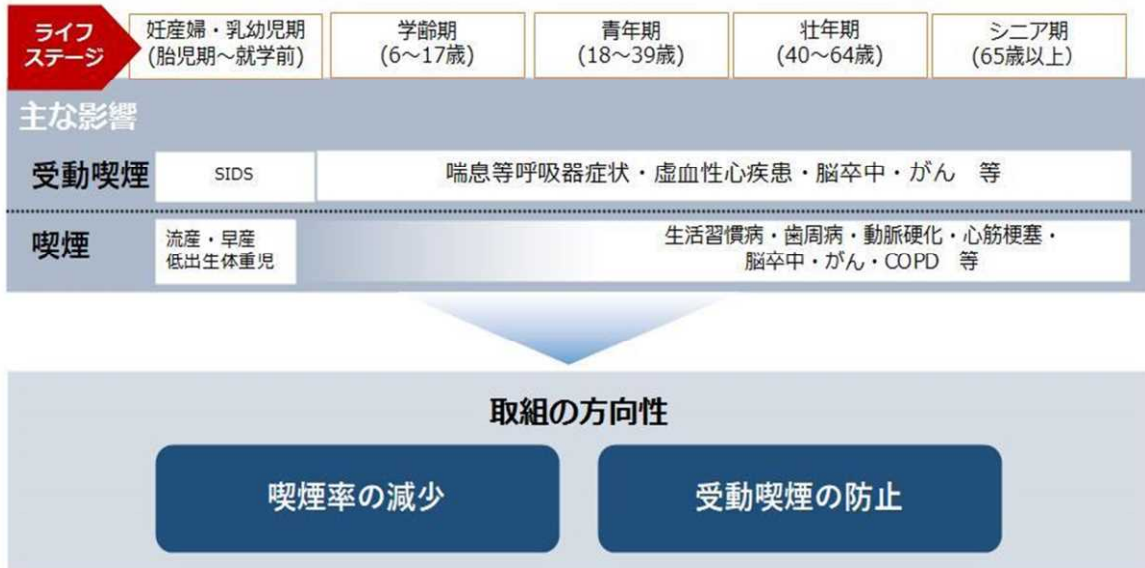 ライフ
ステージ
妊産婦・乳幼児期
(胎児期～就学前)
学齢期
(6～17歳)
青年期
(18～39歳)
壮年期
(40～64歳)
シニア期
(65歳以上)
主な影響
受動喫煙
SIDS
喘息等呼吸器症状・虚血性心疾患・脳卒中・がん 等
喫煙
流産・早産
低出生体重児
生活習慣病・歯周病・動脈硬化・心筋梗塞・
脳卒中・がん・COPD 等
取組の方向性
喫煙率の減少
受動喫煙の防止